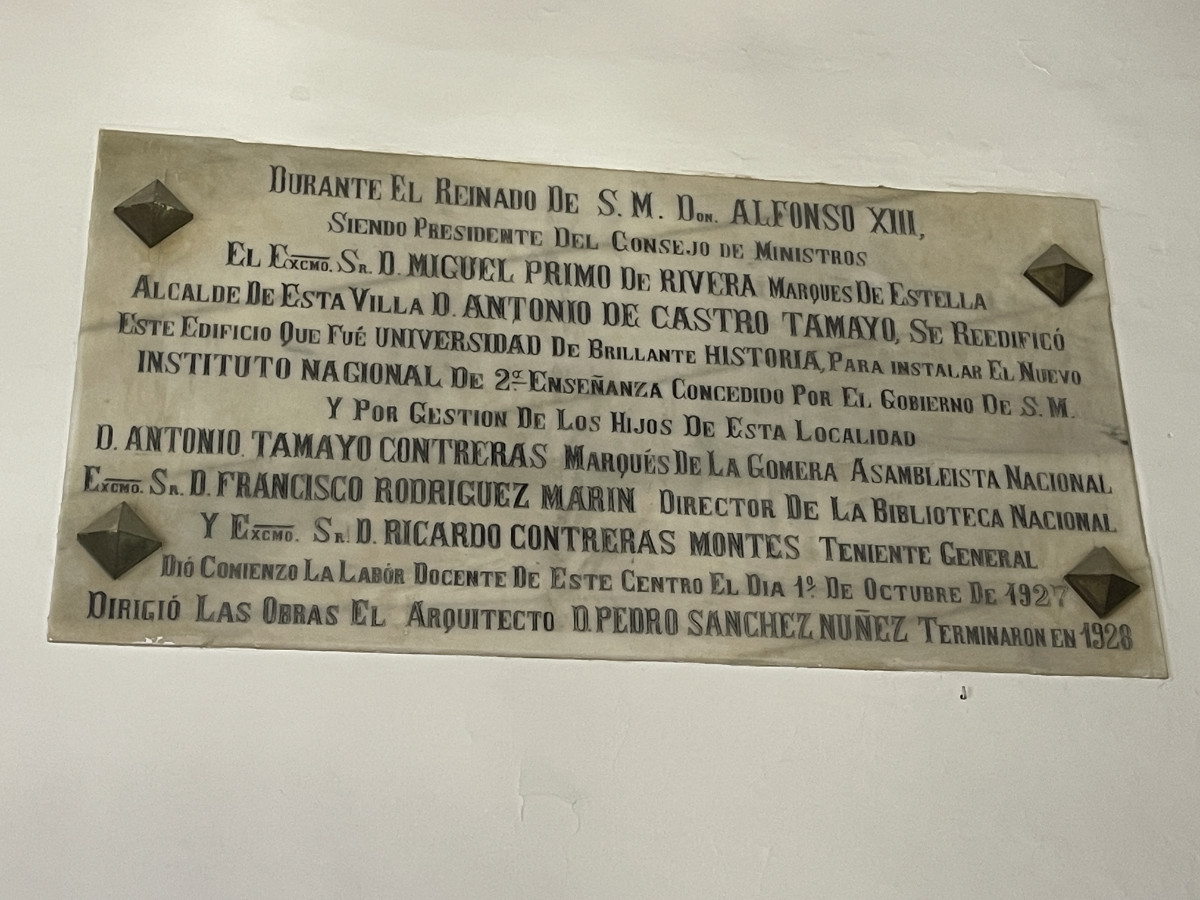 DURANTE EL REINADO DE S. M. DON. ALFONSO XIII,
SIENDO PRESIDENTE DEL CONSEJO DE MINISTROS
EL EXCMO. SR. D. MIGUEL PRIMO DE RIVERA MARQUES DE ESTELLA
ALCALDE DE ESTA VILLA D. ANTONIO DE CASTRO TAMAYO, SE REEDIFICÓ
ESTE EDIFICIO QUE FUÉ UNIVERSIDAD DE BRILLANTE HISTORIA, PARA INSTALAR EL NUEVO
INSTITUTO NACIONAL DE 2ª ENSEÑANZA CONCEDIDO POR EL GOBIERNO DE S. M.
Y POR GESTION DE LOS HIJOS DE ESTA LOCALIDAD
D. ANTONIO TAMAYO CONTRERAS MARQUÉS DE LA GOMERA ASAMBLEISTA NACIONAL
EXCMO. SR. D. FRANCISCO RODRIGUEZ MARIN DIRECTOR DE LA BIBLIOTECA NACIONAL
Y EXCMO. SR. D. RICARDO CONTRERAS MONTES TENIENTE GENERAL
DIÓ COMIENZO LA LABÓR DOCENTE DE ESTE CENTRO EL DIA 1º DE OCTUBRE DE 1927
DIRIGIÓ LAS OBRAS EL ARQUITECTO D. PEDRO SANCHEZ NUÑEZ TERMINARON EN 1928